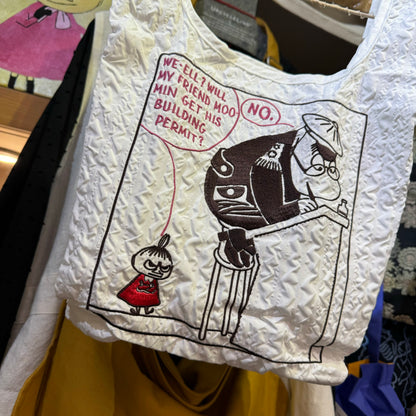 WE-ELL? WILL
MY FRIEND MOO-
MIN GET HIS
BUILDING
PERMIT?
NO.